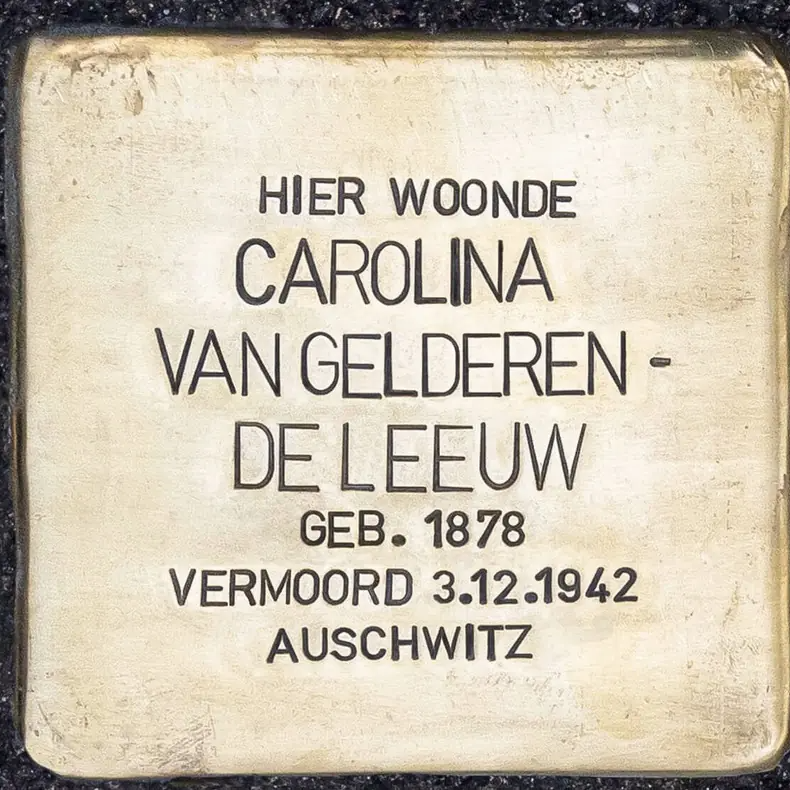 HIER WOONDE
CAROLINA
VAN GELDEREN -
DE LEEUW
GEB. 1878
VERMOORD 3.12.1942
AUSCHWITZ